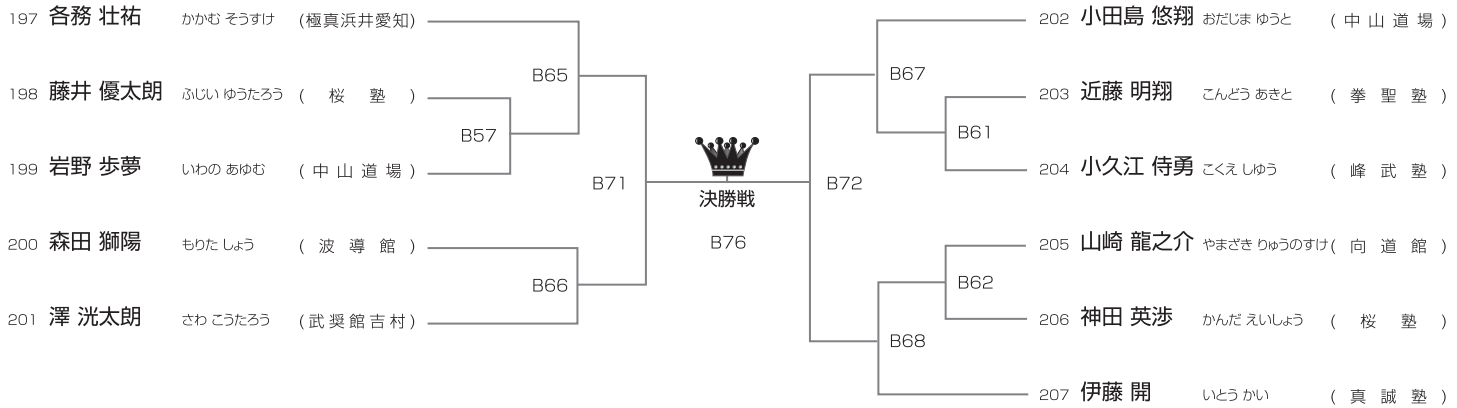 197 各務 壮祐 かかむ そうすけ (極真浜井愛知)
198 藤井 優太朗 ふじい ゆうたろう (桜塾)
199 岩野 歩夢 いわの あゆむ (中山道場)
200 森田 獅陽 もりた しょう (波導館)
201 澤 洸太朗 さわ こうたろう (武奨館吉村)
B65
B57
B71
B66
決勝戦
B76
B67
B61
B72
B62
B68
202 小田島 悠翔 おだじま ゆうと (中山道場)
203 近藤 明翔 こんどう あきと (拳聖塾)
204 小久江 侍勇 こくえ しゆう (峰武塾)
205 山崎 龍之介 やまざき りゅうのすけ (向道館)
206 神田 英渉 かんだ えいしょう (桜塾)
207 伊藤 開 いとう かい (真誠塾)